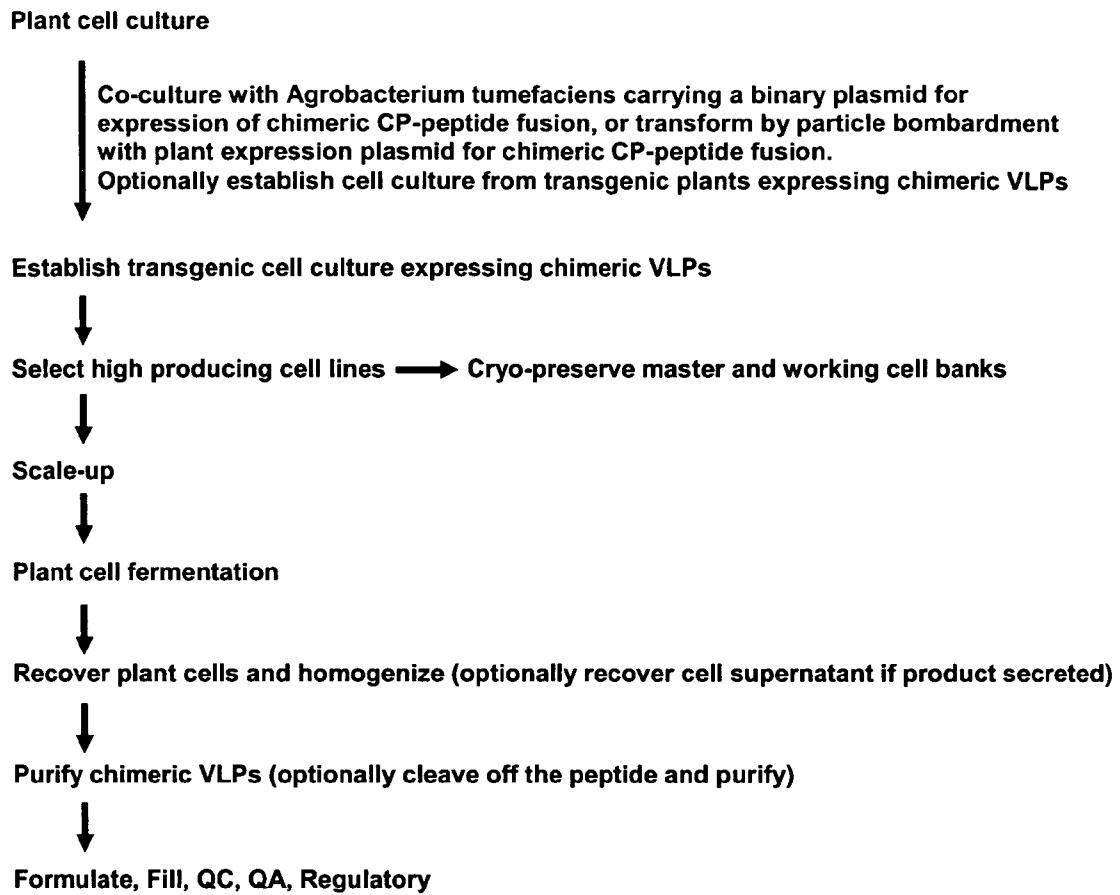 Plant cell culture
Co-culture with Agrobacterium tumefaciens carrying a binary plasmid for
expression of chimeric CP-peptide fusion, or transform by particle bombardment
with plant expression plasmid for chimeric CP-peptide fusion.
Optionally establish cell culture from transgenic plants expressing chimeric VLPs
Establish transgenic cell culture expressing chimeric VLPs
Select high producing cell lines Cryo-preserve master and working cell banks
Scale-up
Plant cell fermentation
Recover plant cells and homogenize (optionally recover cell supernatant if product secreted)
Purify chimeric VLPs (optionally cleave off the peptide and purify)
Formulate, Fill, QC, QA, Regulatory